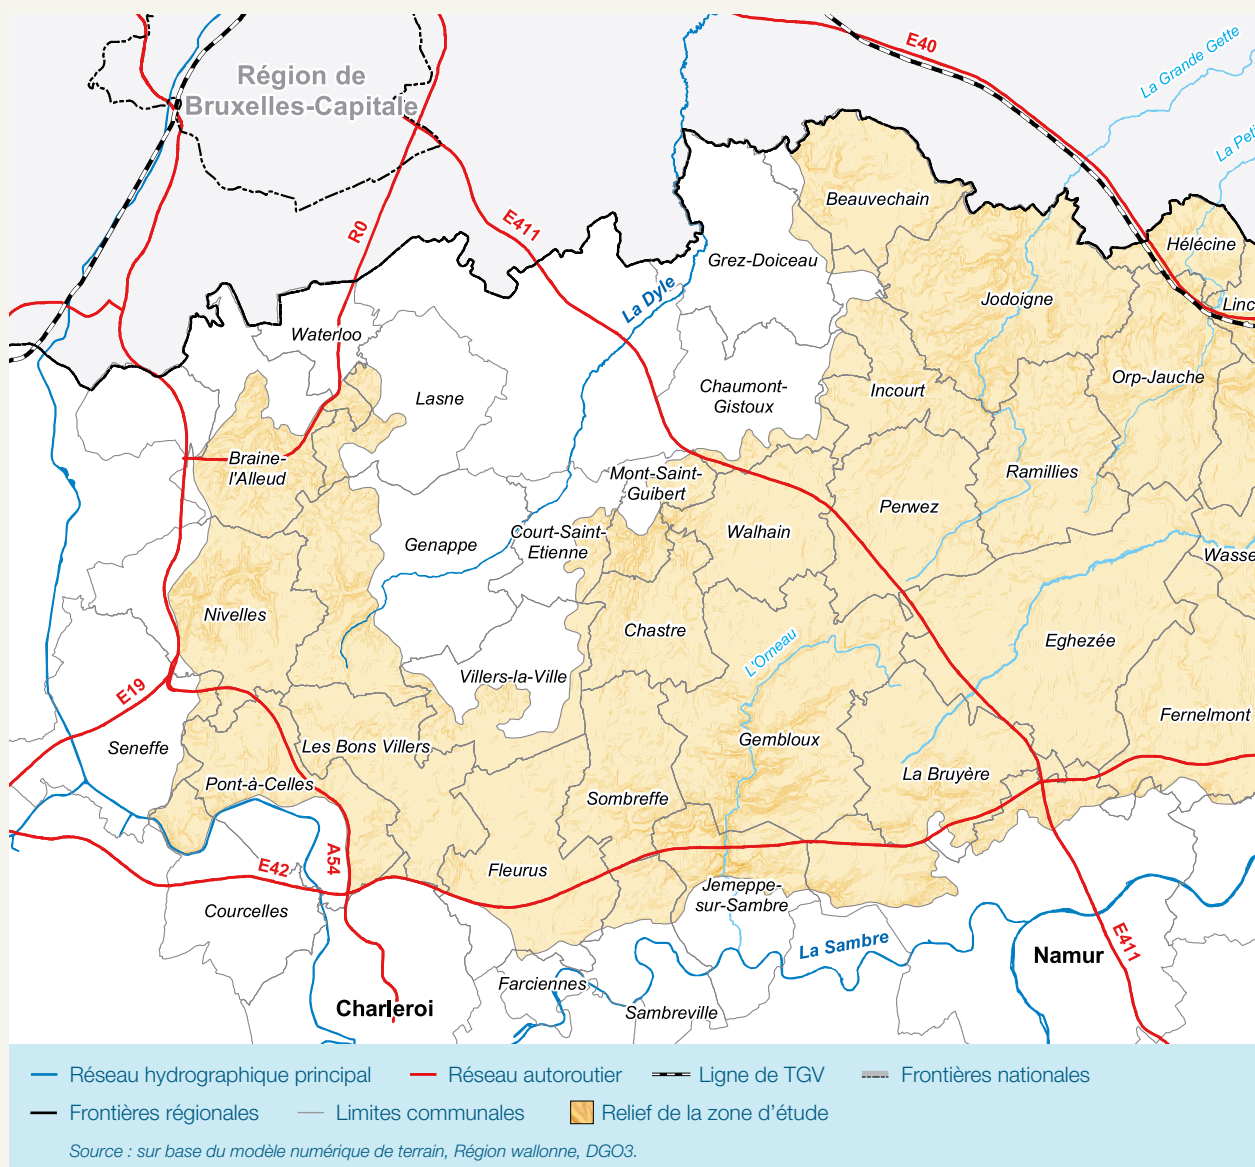 Région de
Bruxelles-Capitale
E40
La Grande Gette
La Peti
R0
E411
Beauvechain
Hélécine
Grez-Doiceau
La Dyle
Jodoigne
Linc
Waterloo
Lasne
Chaumont-
Gistoux
Incourt
Orp-Jauche
Braine-
l'Alleud
Mont-Saint-
Guibert
Ramillies
Perwez
Genappe
Court-Saint-
Etienne
Walhain
Wasse
Nivelles
Chastre
L'Orneau
Eghezée
E19
Villers-la-Ville
Fernelmont
Seneffe
Les Bons Villers
Gembloux
Pont-à-Celles
La Bruyère
Sombreffe
E42
A54
Fleurus
Jemeppe-
sur-Sambre
Courcelles
La Sambre
E411
Namur
Farciennes
Charleroi
Sambreville
Réseau hydrographique principal
Réseau autoroutier
Ligne de TGV
Frontières nationales
Frontières régionales
Limites communales
Relief de la zone d'étude
Source : sur base du modèle numérique de terrain, Région wallonne, DGO3.